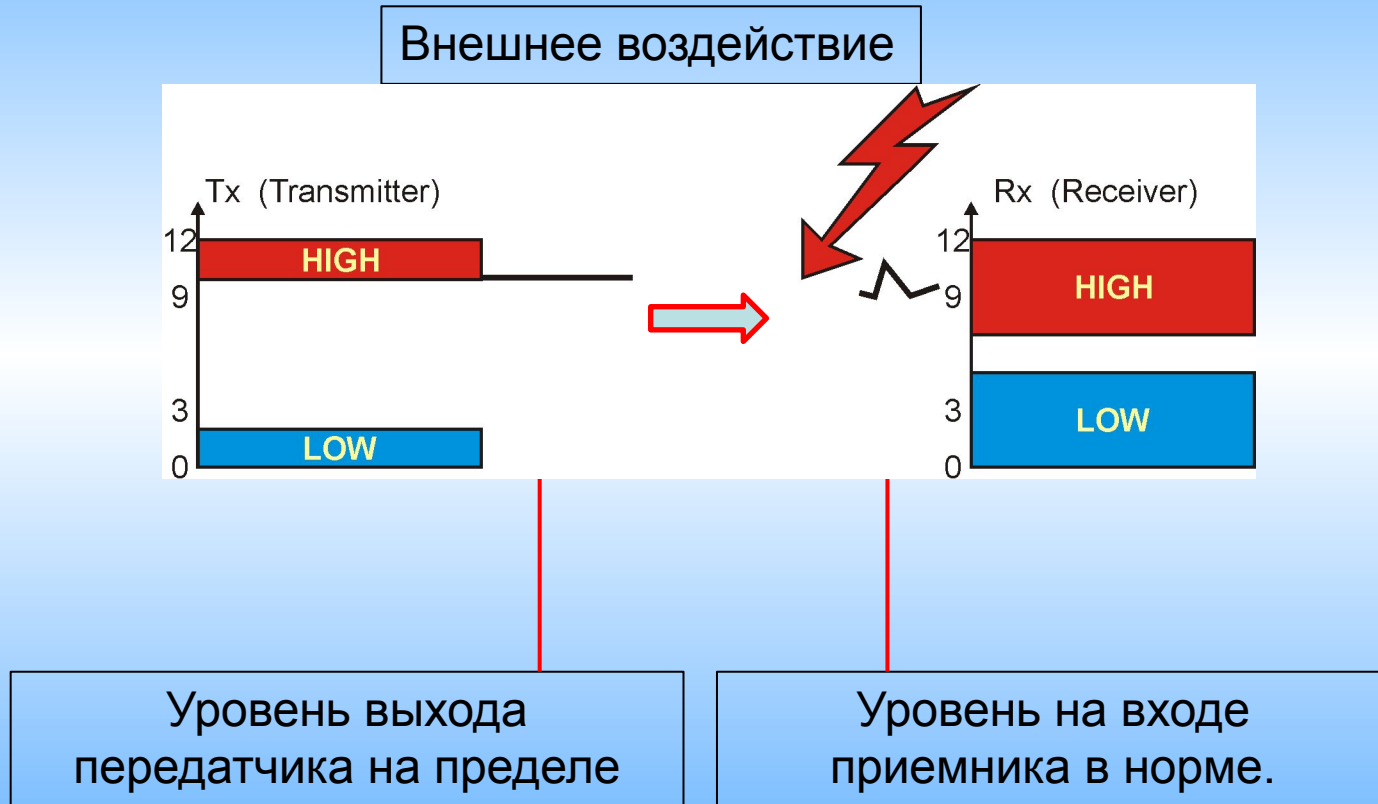 Внешнее воздействие
Tx (Transmitter)
12
HIGH
9
3
LOW
0
Rx (Receiver)
12
HIGH
9
3
LOW
0
Уровень выхода
передатчика на пределе
Уровень на входе
приемника в норме.